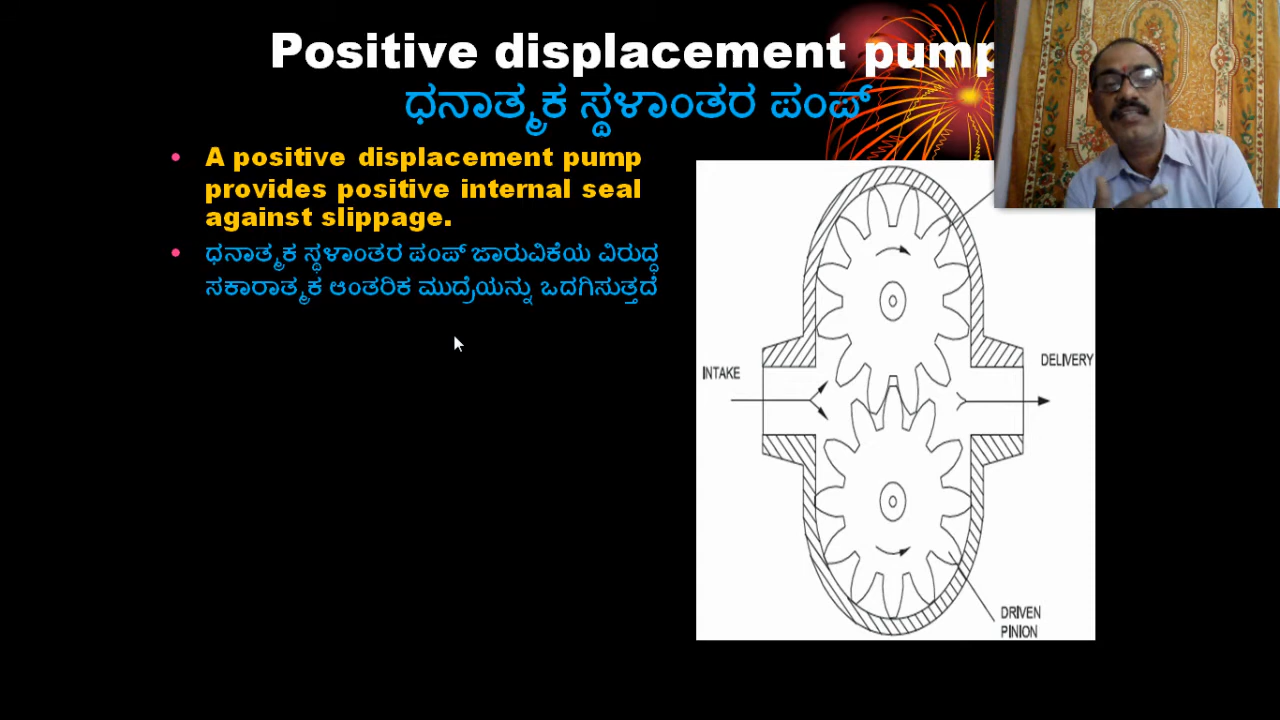 Positive displacement pump
ಧನಾತ್ಮಕ ಸ್ಥಳಾಂತರ ಪಂಪ್
A positive displacement pump
provides positive internal seal
against slippage.
ಧನಾತ್ಮಕ ಸ್ಥಳಾಂತರ ಪಂಪ್ ಜಾರುವಿಕೆಯ ವಿರುದ್ಧ
ಸಕಾರಾತ್ಮಕ ಆಂತರಿಕ ಮುದ್ರೆಯನ್ನು ಒದಗಿಸುತ್ತದೆ
INTAKE
DELIVERY
DRIVEN
PINION